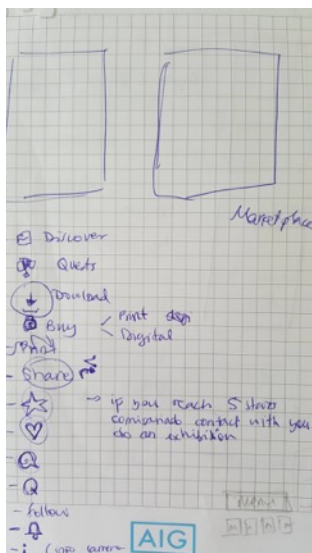 Marketplace
Discover
Quests
Download
Buy
Print
Digital
- Print
- Share
→ if you reach 5 stars
contact with you
do an exhibition
- follow
AIG